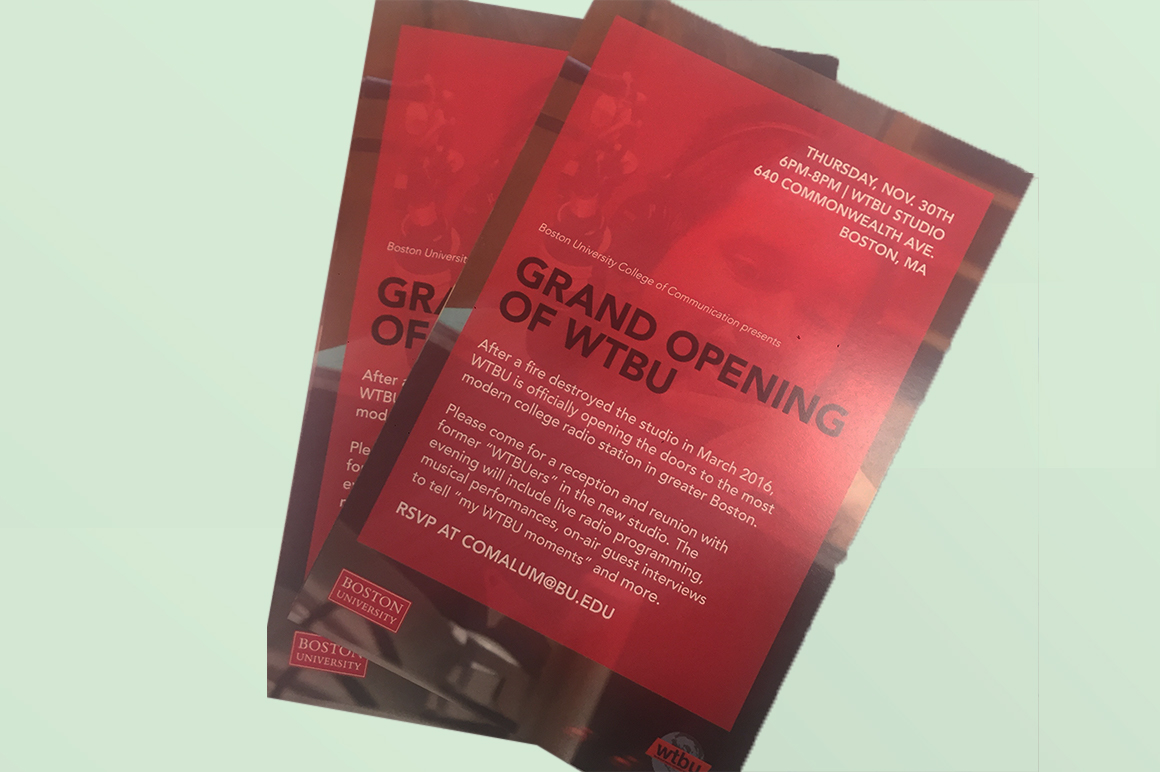 THURSDAY, NOV. 30TH
6PM-8PM | WTBU STUDIO
640 COMMONWEALTH AVE.
BOSTON, MA
Boston University College of Communication presents
GRAND OPENING
OF WTBU
After a fire destroyed the studio in March 2016,
WTBU is officially opening the doors to the most
modern college radio station in greater Boston.
Please come for a reception and reunion with
former “WTBUers” in the new studio. The
evening will include live radio programming,
musical performances, on-air guest interviews
to tell “my WTBU moments” and more.
RSVP AT COMALUM@BU.EDU
BOSTON
UNIVERSITY
wtbu
Boston
OF
After
WTBU
BOSTON
UNIVERSITY